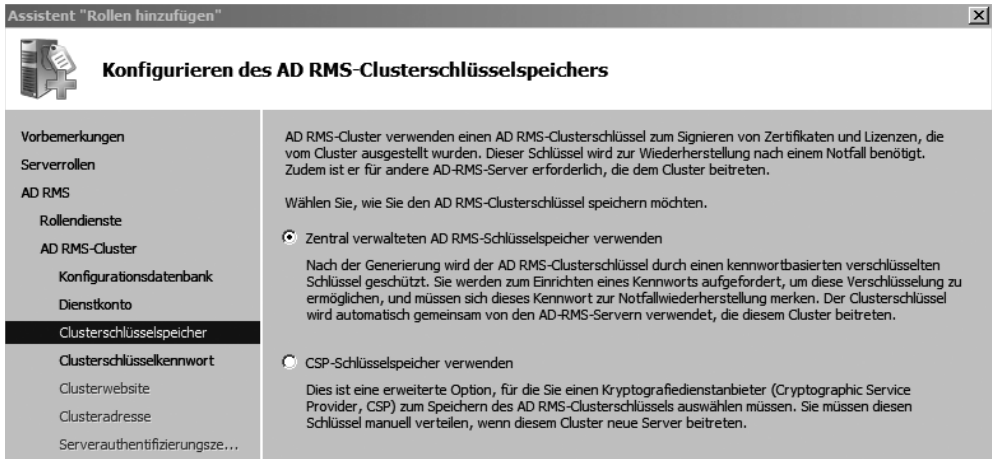 Assistent "Rollen hinzufügen"
Konfigurieren des AD RMS-Clusterschlüsselspeichers
Vorbemerkungen
Serverrollen
AD RMS
Rollendienste
AD RMS-Cluster
Konfigurationsdatenbank
Dienstkonto
Clusterschlüsselspeicher
Clusterschlüsselkennwort
Clusterwebsite
Clusteradresse
Serverauthentifizierungsze...
AD RMS-Cluster verwenden einen AD RMS-Clusterschlüssel zum Signieren von Zertifikaten und Lizenzen, die
vom Cluster ausgestellt wurden. Dieser Schlüssel wird zur Wiederherstellung nach einem Notfall benötigt.
Zudem ist er für andere AD-RMS-Server erforderlich, die dem Cluster beitreten.
Wählen Sie, wie Sie den AD RMS-Clusterschlüssel speichern möchten.
Zentral verwalteten AD RMS-Schlüsselspeicher verwenden
Nach der Generierung wird der AD RMS-Clusterschlüssel durch einen kennwortbasierten verschlüsselten
Schlüssel geschützt. Sie werden zum Einrichten eines Kennworts aufgefordert, um diese Verschlüsselung zu
ermöglichen, und müssen sich dieses Kennwort zur Notfallwiederherstellung merken. Der Clusterschlüssel
wird automatisch gemeinsam von den AD-RMS-Servern verwendet, die diesem Cluster beitreten.
CSP-Schlüsselspeicher verwenden
Dies ist eine erweiterte Option, für die Sie einen Kryptografiedienstanbieter (Cryptographic Service
Provider, CSP) zum Speichern des AD RMS-Clusterschlüssels auswählen müssen. Sie müssen diesen
Schlüssel manuell verteilen, wenn diesem Cluster neue Server beitreten.